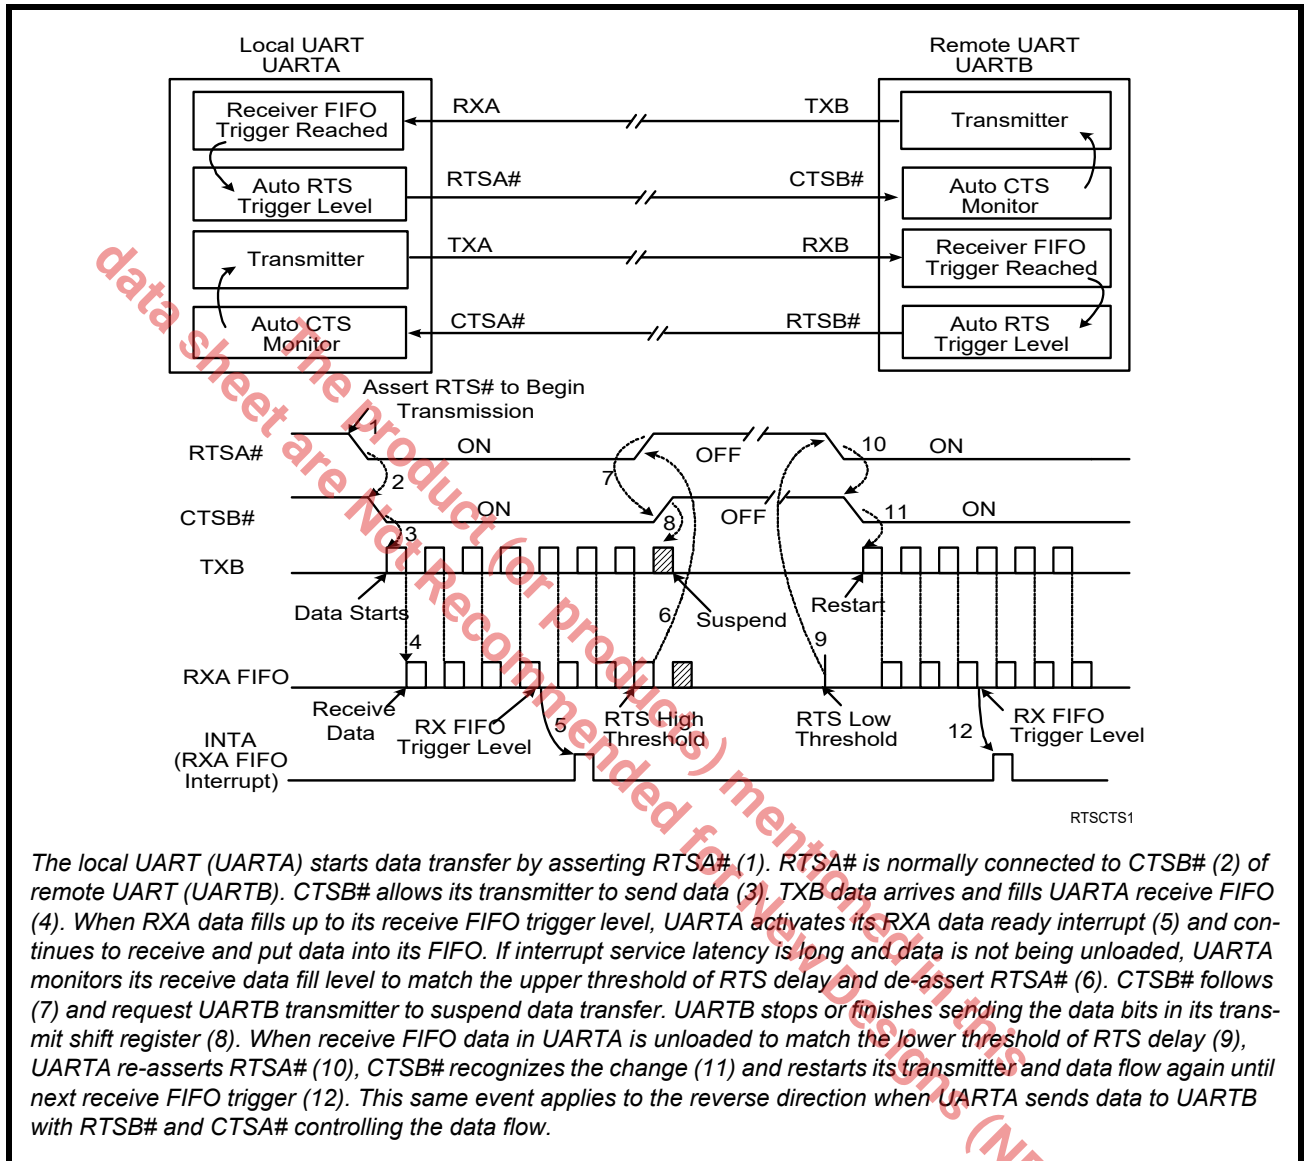 Local UART
UARTA
Remote UART
UARTB
Receiver FIFO
Trigger Reached
RXA
TXB
Transmitter
Auto RTS
Trigger Level
RTSA#
CTSB#
Auto CTS
Monitor
Transmitter
TXA
RXB
Receiver FIFO
Trigger Reached
Auto CTS
Monitor
CTSA#
RTSB#
Auto RTS
Trigger Level
Assert RTS# to Begin
Transmission
1
RTSA#
ON
OFF
10
ON
2
7
CTSB#
ON
8
OFF
11
ON
3
TXB
Data Starts
Suspend
Restart
4
6
9
RXA FIFO
Receive
Data
RX FIFO
Trigger Level
5
RTS High
Threshold
RTS Low
Threshold
12
RX FIFO
Trigger Level
INTA
(RXA FIFO
Interrupt)
RTSCTS1
The local UART (UARTA) starts data transfer by asserting RTSA# (1). RTSA# is normally connected to CTSB# (2) of
remote UART (UARTB). CTSB# allows its transmitter to send data (3). TXB data arrives and fills UARTA receive FIFO
(4). When RXA data fills up to its receive FIFO trigger level, UARTA activates its RXA data ready interrupt (5) and con-
tinues to receive and put data into its FIFO. If interrupt service latency is long and data is not being unloaded, UARTA
monitors its receive data fill level to match the upper threshold of RTS delay and de-assert RTSA# (6). CTSB# follows
(7) and request UARTB transmitter to suspend data transfer. UARTB stops or finishes sending the data bits in its trans-
mit shift register (8). When receive FIFO data in UARTA is unloaded to match the lower threshold of RTS delay (9),
UARTA re-asserts RTSA# (10), CTSB# recognizes the change (11) and restarts its transmitter and data flow again until
next receive FIFO trigger (12). This same event applies to the reverse direction when UARTA sends data to UARTB
with RTSB# and CTSA# controlling the data flow.
The product (or products) mentioned in this
data sheet are Not Recommended for New Designs